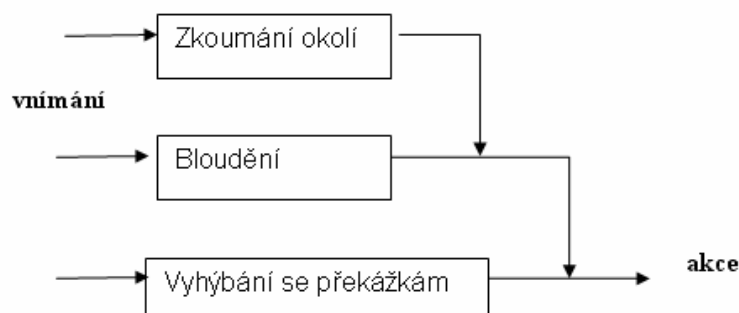 Zkoumání okolí
vnímání
Bloudění
Vyhýbání se překážkám
akce